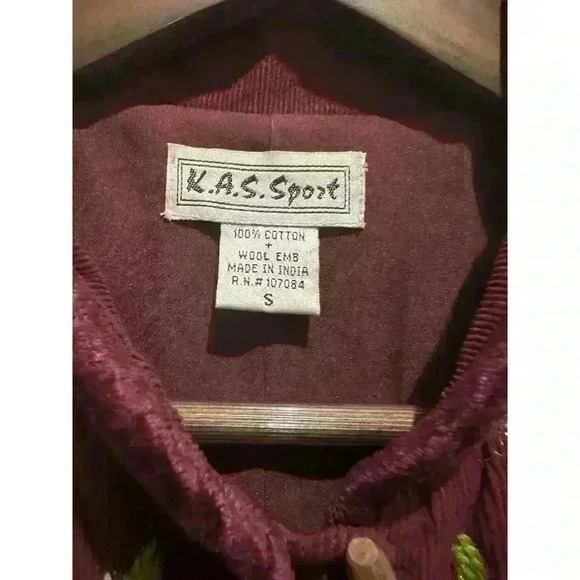 K.A.S. Sport
100% COTTON
+
WOOL EMB
MADE IN INDIA
R.N.# 107084
S